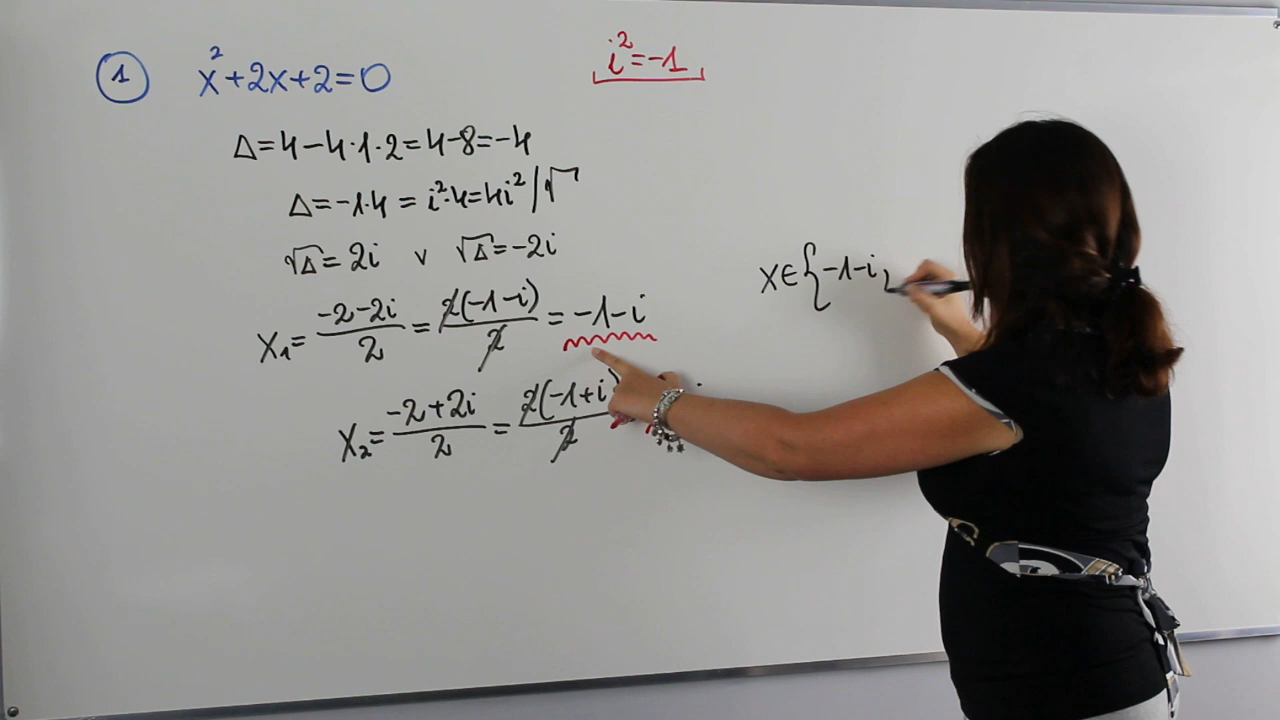 1 x²+2x+2=0
i²=-1
Δ=4-4·1·2=4-8=-4
Δ=-1·4=i²·4=4i² |√
√Δ=2i v √Δ=-2i
x₁=(-2-2i)/2=2(-1-i)/2=-1-i
x₂=(-2+2i)/2=2(-1+i)/2
x∈{-1-i,